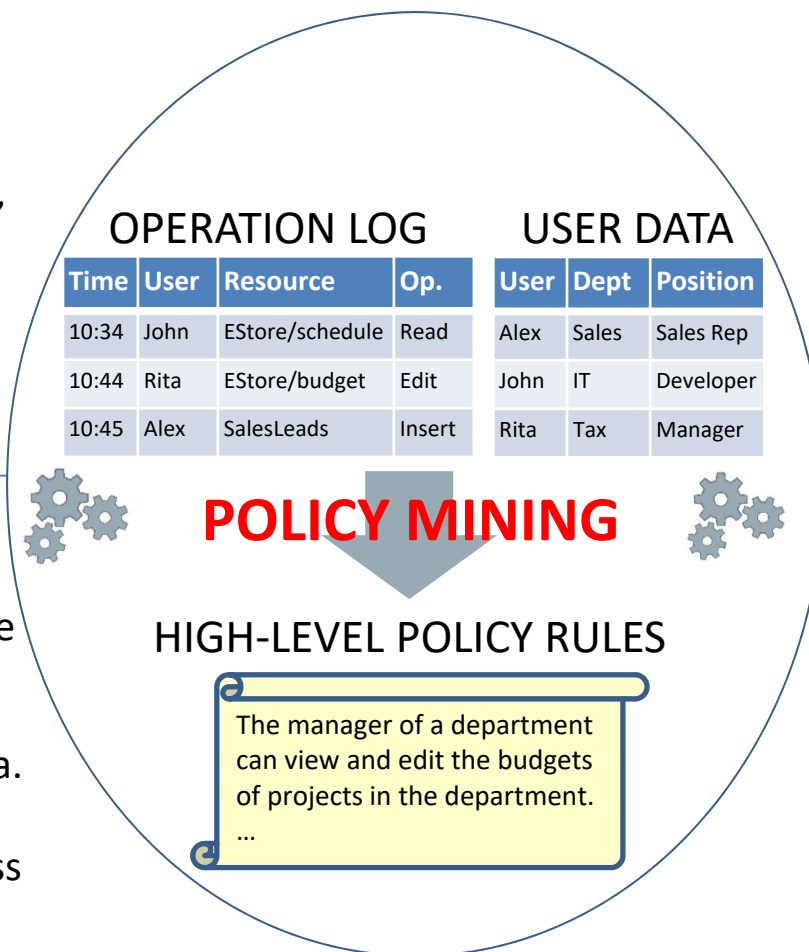 ,
OPERATION LOG
Time User Resource Op.
10:34 John EStore/schedule Read
10:44 Rita EStore/budget Edit
10:45 Alex SalesLeads Insert
USER DATA
User Dept Position
Alex Sales Sales Rep
John IT Developer
Rita Tax Manager
POLICY MINING
e
HIGH-LEVEL POLICY RULES
The manager of a department
can view and edit the budgets
of projects in the department.
…
a.
ss